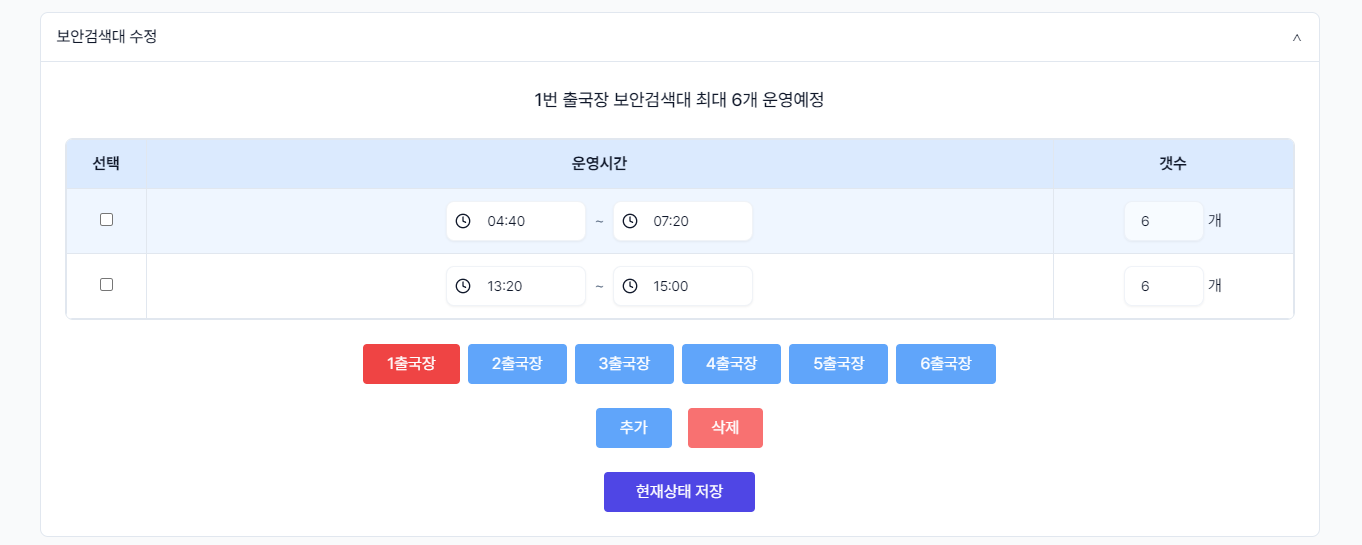 보안검색대 수정
1번 출국장 보안검색대 최대 6개 운영예정
선택 운영시간 갯수
04:40 ~ 07:20 6 개
13:20 ~ 15:00 6 개
1출국장 2출국장 3출국장 4출국장 5출국장 6출국장
추가 삭제
현재상태 저장